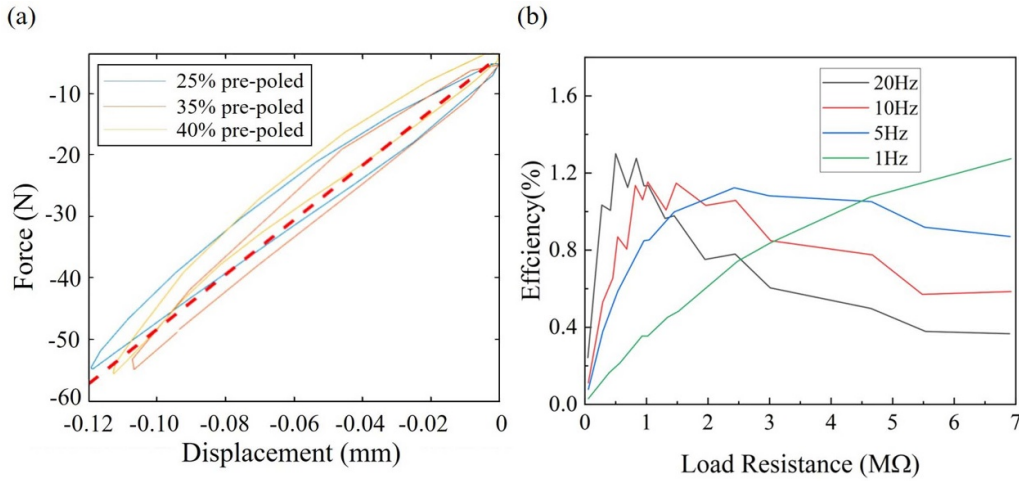 (a)
25% pre-poled
35% pre-poled
40% pre-poled
-10
-20
-30
-40
-50
-60
Force (N)
-0.12 -0.10 -0.08 -0.06 -0.04 -0.02 0
Displacement (mm)
(b)
20Hz
10Hz
5Hz
1Hz
1.6
1.2
0.8
0.4
0.0
Effciency(%)
0 1 2 3 4 5 6 7
Load Resistance (MΩ)